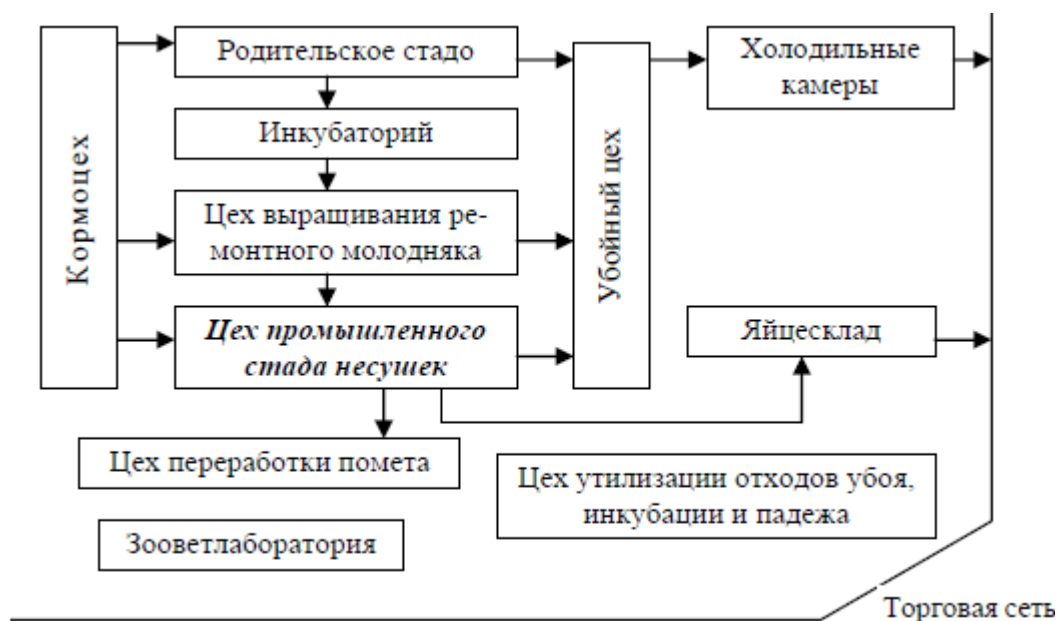 Кормоцех
Родительское стадо
Инкубаторий
Цех выращивания ре-
монтного молодняка
Цех промышленного
стада несушек
Убойный цех
Холодильные
камеры
Яйцесклад
Цех переработки помета
Цех утилизации отходов убоя,
инкубации и падежа
Зооветлаборатория
Торговая сеть